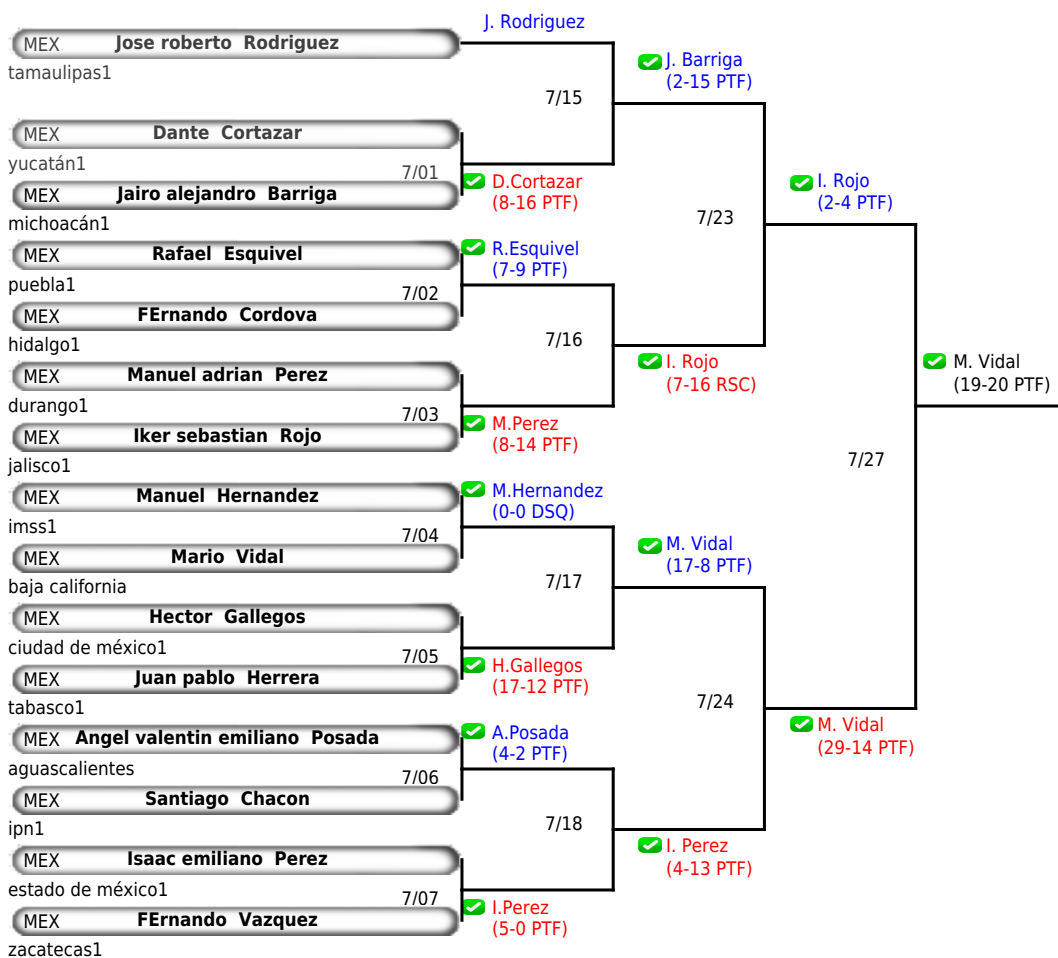 J. Rodriguez
MEX Jose roberto Rodriguez
tamaulipas1
J. Barriga
(2-15 PTF)
7/15
MEX Dante Cortazar
yucatán1
7/01
MEX Jairo alejandro Barriga
michoacán1
D.Cortazar
(8-16 PTF)
I. Rojo
(2-4 PTF)
7/23
MEX Rafael Esquivel
puebla1
R.Esquivel
(7-9 PTF)
7/02
MEX FErnando Cordova
hidalgo1
7/16
I. Rojo
(7-16 RSC)
MEX Manuel adrian Perez
durango1
7/03
MEX Iker sebastian Rojo
jalisco1
M.Perez
(8-14 PTF)
M. Vidal
(19-20 PTF)
7/27
MEX Manuel Hernandez
imss1
M.Hernandez
(0-0 DSQ)
7/04
MEX Mario Vidal
baja california
M. Vidal
(17-8 PTF)
7/17
MEX Hector Gallegos
ciudad de méxico1
7/05
MEX Juan pablo Herrera
tabasco1
H.Gallegos
(17-12 PTF)
7/24
M. Vidal
(29-14 PTF)
MEX Angel valentin emiliano Posada
aguascalientes
A.Posada
(4-2 PTF)
7/06
MEX Santiago Chacon
ipn1
7/18
I. Perez
(4-13 PTF)
MEX Isaac emiliano Perez
estado de méxico1
7/07
MEX FErnando Vazquez
zacatecas1
I.Perez
(5-0 PTF)